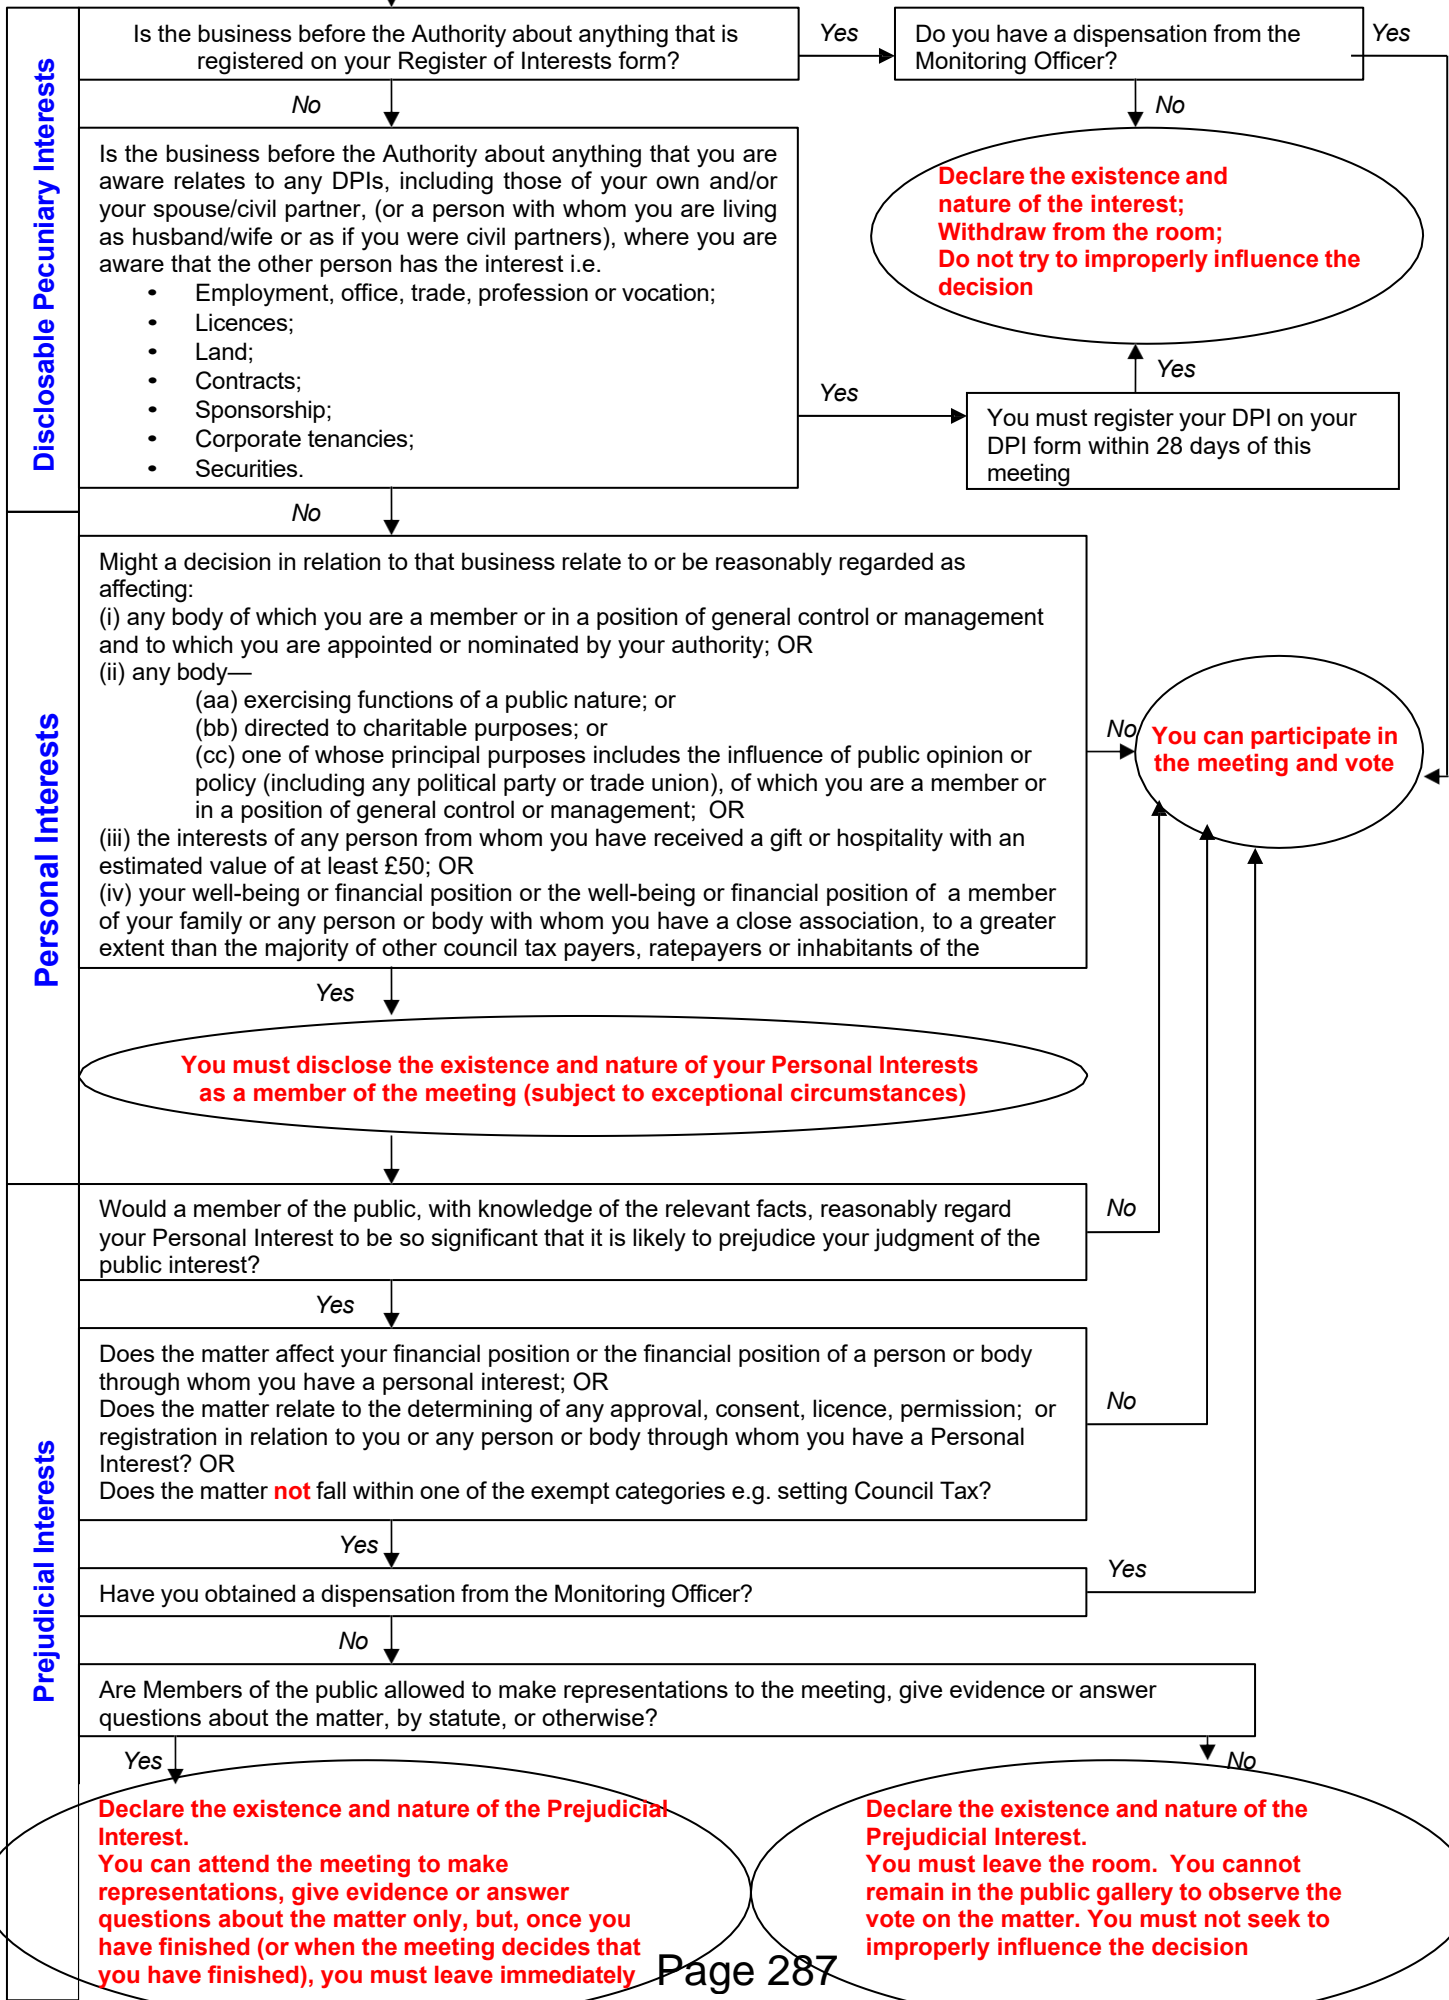 Disclosable Pecuniary Interests
Is the business before the Authority about anything that is
registered on your Register of Interests form?
Yes
Do you have a dispensation from the
Monitoring Officer?
Yes
No
No
Declare the existence and
nature of the interest;
Withdraw from the room;
Do not try to improperly influence the
decision
Is the business before the Authority about anything that you are
aware relates to any DPIs, including those of your own and/or
your spouse/civil partner, (or a person with whom you are living
as husband/wife or as if you were civil partners), where you are
aware that the other person has the interest i.e.
• Employment, office, trade, profession or vocation;
• Licences;
• Land;
• Contracts;
• Sponsorship;
• Corporate tenancies;
• Securities.
Yes
Yes
You must register your DPI on your
DPI form within 28 days of this
meeting
No
Personal Interests
Might a decision in relation to that business relate to or be reasonably regarded as
affecting:
(i) any body of which you are a member or in a position of general control or management
and to which you are appointed or nominated by your authority; OR
(ii) any body—
(aa) exercising functions of a public nature; or
(bb) directed to charitable purposes; or
(cc) one of whose principal purposes includes the influence of public opinion or
policy (including any political party or trade union), of which you are a member or
in a position of general control or management;  OR
(iii) the interests of any person from whom you have received a gift or hospitality with an
estimated value of at least £50; OR
(iv) your well-being or financial position or the well-being or financial position of  a member
of your family or any person or body with whom you have a close association, to a greater
extent than the majority of other council tax payers, ratepayers or inhabitants of the
No
You can participate in
the meeting and vote
Yes
You must disclose the existence and nature of your Personal Interests
as a member of the meeting (subject to exceptional circumstances)
Prejudicial Interests
Would a member of the public, with knowledge of the relevant facts, reasonably regard
your Personal Interest to be so significant that it is likely to prejudice your judgment of the
public interest?
No
Yes
Does the matter affect your financial position or the financial position of a person or body
through whom you have a personal interest; OR
Does the matter relate to the determining of any approval, consent, licence, permission;  or
registration in relation to you or any person or body through whom you have a Personal
Interest? OR
Does the matter not fall within one of the exempt categories e.g. setting Council Tax?
No
Yes
Have you obtained a dispensation from the Monitoring Officer?
Yes
No
Are Members of the public allowed to make representations to the meeting, give evidence or answer
questions about the matter, by statute, or otherwise?
Yes
No
Declare the existence and nature of the Prejudicial
Interest.
You can attend the meeting to make
representations, give evidence or answer
questions about the matter only, but, once you
have finished (or when the meeting decides that
you have finished), you must leave immediately
Declare the existence and nature of the
Prejudicial Interest.
You must leave the room.  You cannot
remain in the public gallery to observe the
vote on the matter. You must not seek to
improperly influence the decision
Page 287